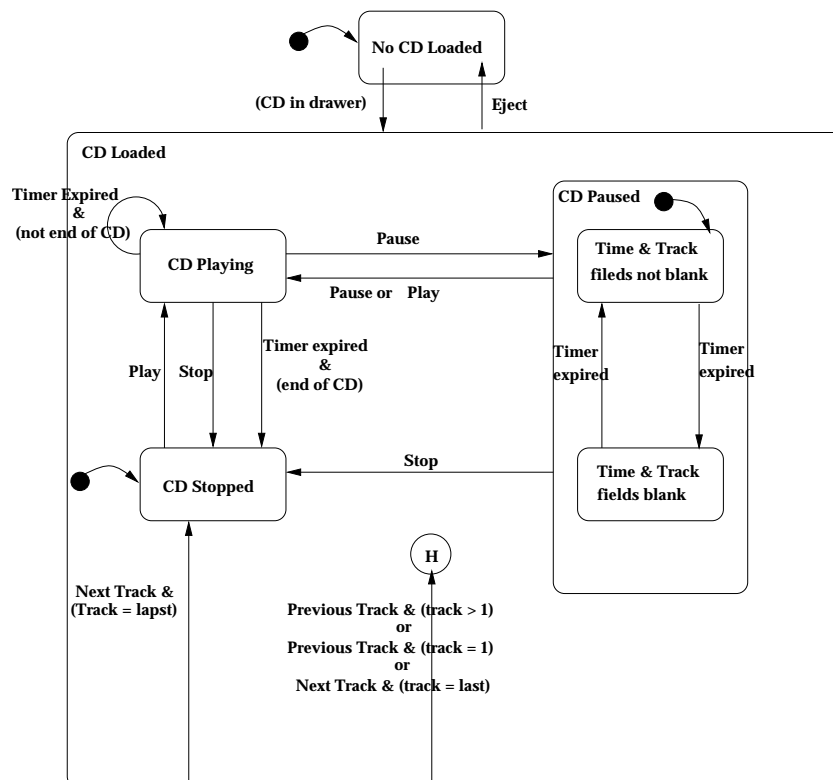 No CD Loaded
(CD in drawer)
Eject
CD Loaded
Timer Expired
&
(not end of CD)
CD Paused
CD Playing
Pause
Time & Track
fileds not blank
Pause or Play
Play
Stop
Timer expired
&
(end of CD)
Timer
expired
Timer
expired
CD Stopped
Stop
Time & Track
fields blank
H
Next Track &
(Track = lapst)
Previous Track & (track > 1)
or
Previous Track & (track = 1)
or
Next Track & (track = last)